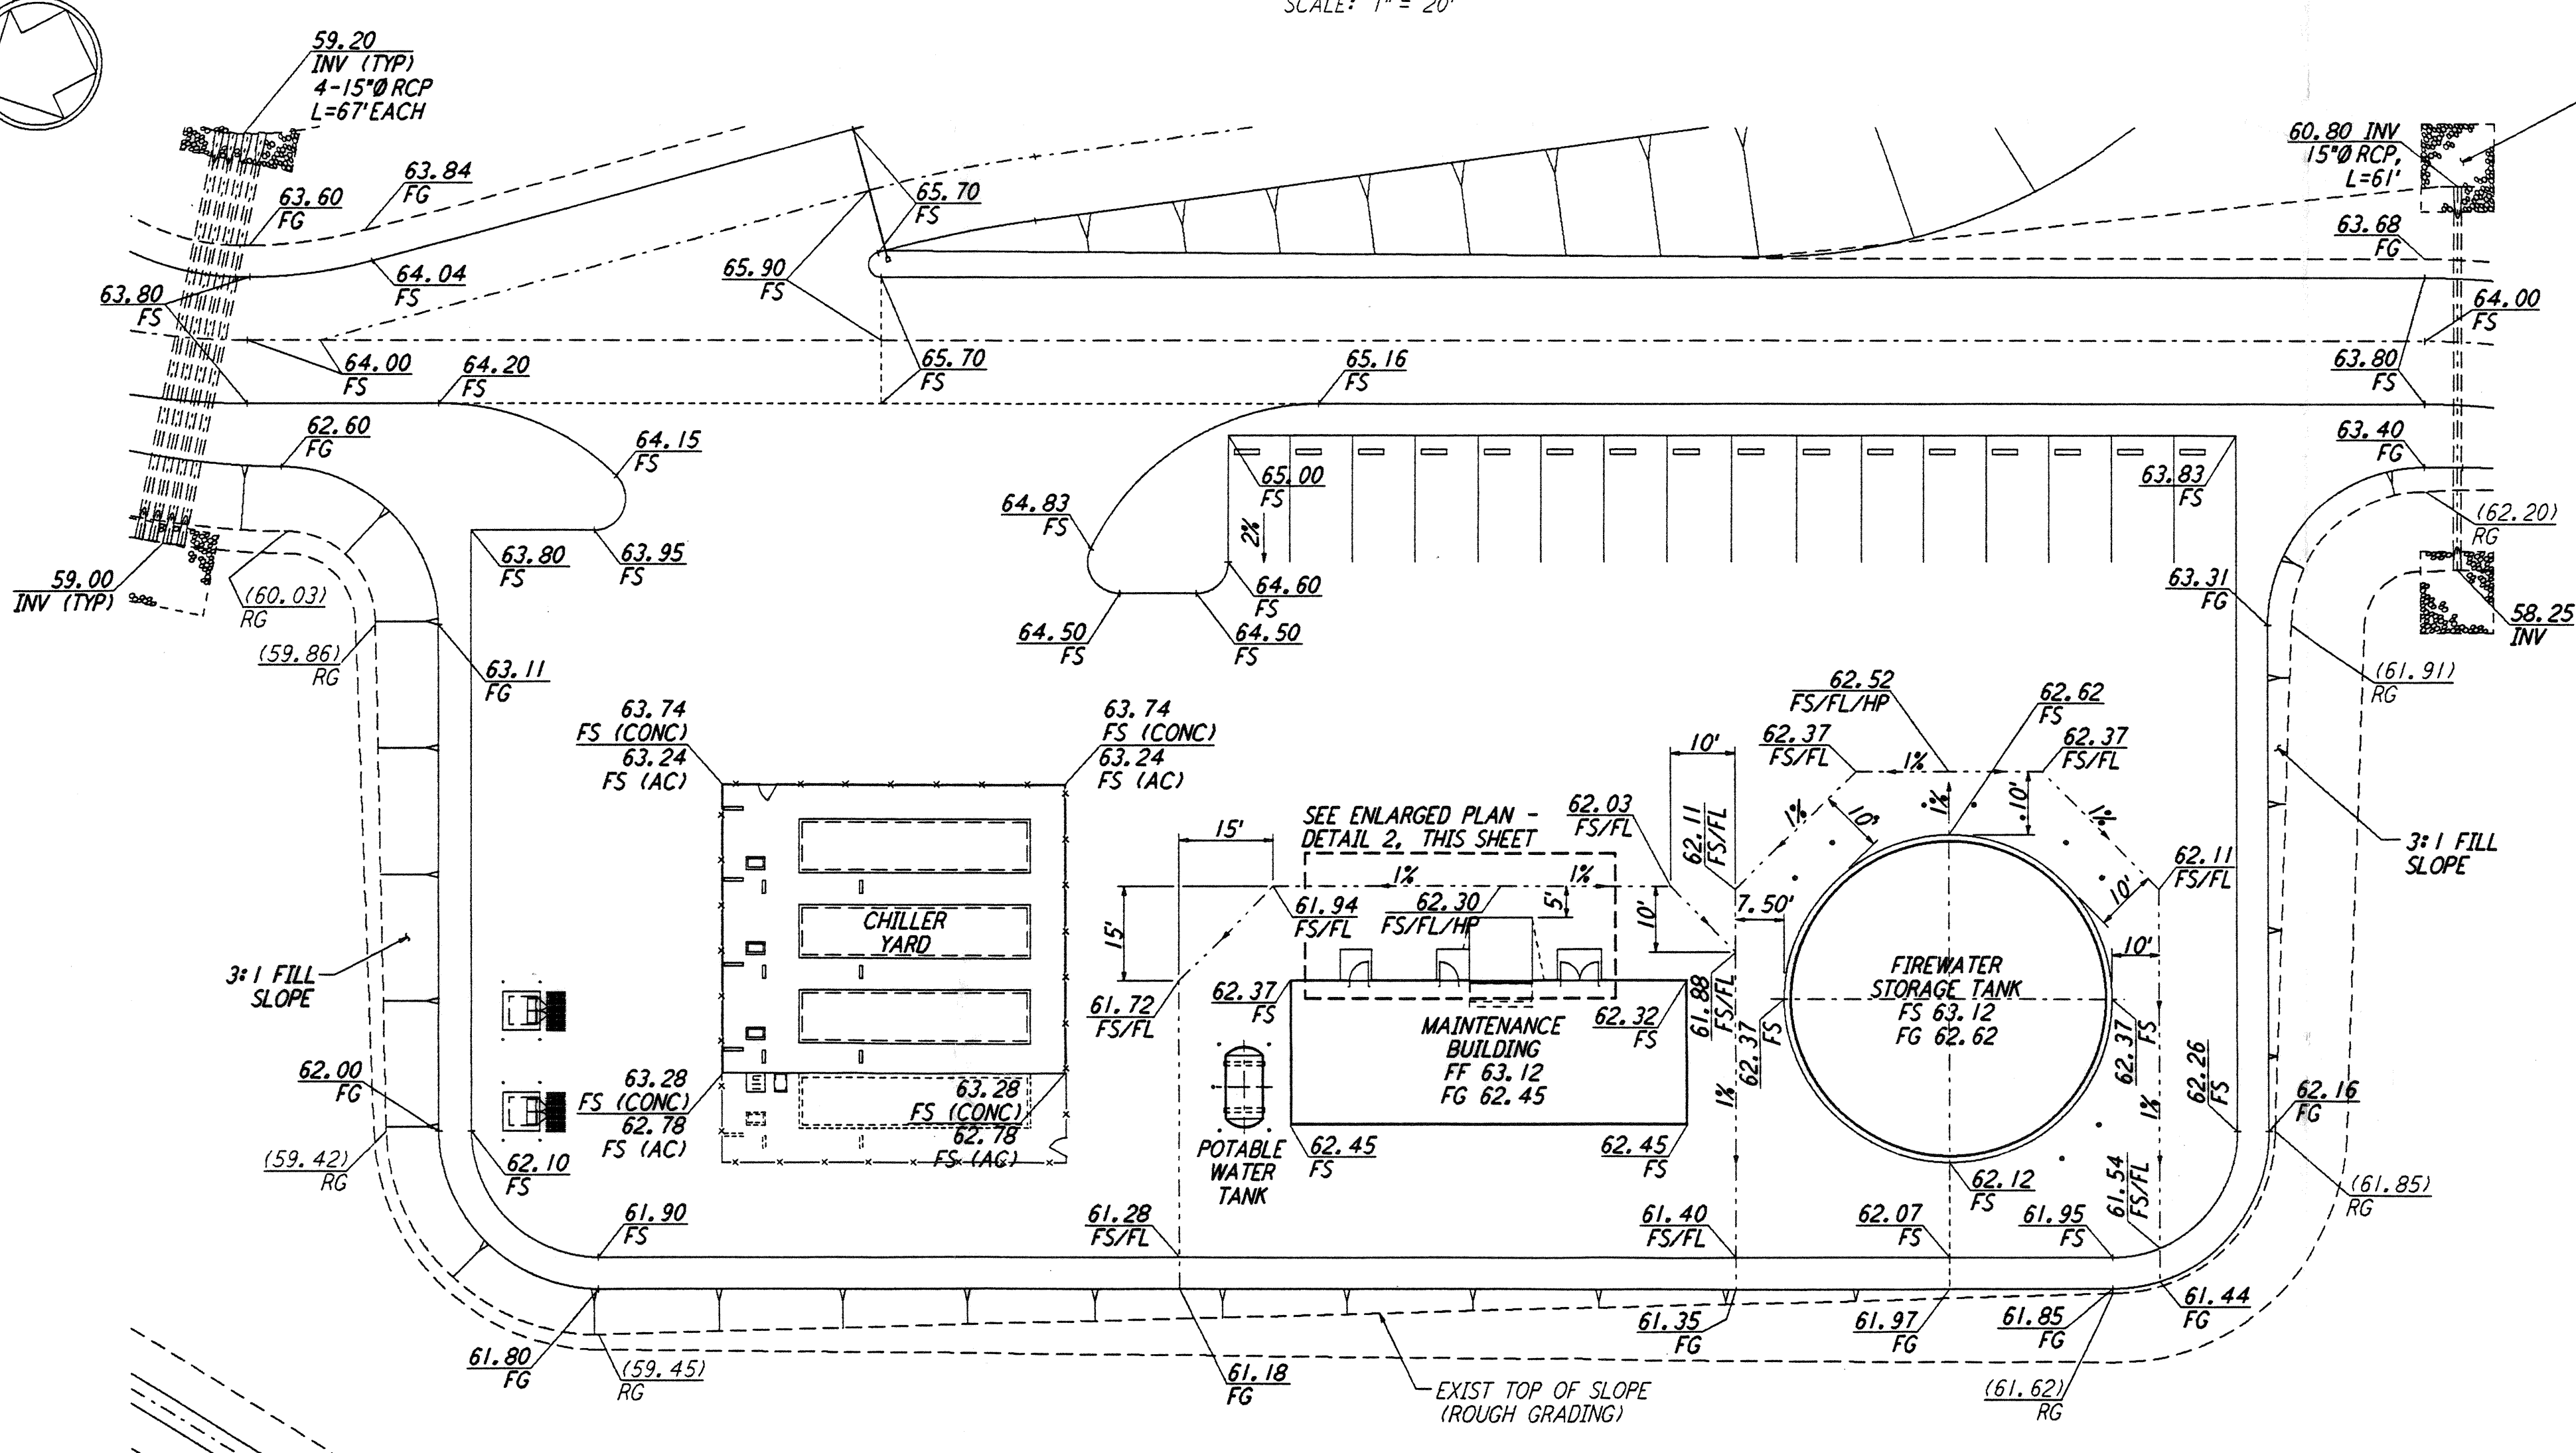 SCALE: 1" = 20'
59.20
INV (TYP)
4-15"Ø RCP
L=67' EACH
63.84
FG
63.60
FG
65.70
FS
60.80 INV
15"Ø RCP,
L=61'
63.68
FG
64.04
FS
65.90
FS
63.80
FS
64.00
FS
64.00
FS
64.20
FS
65.70
FS
65.16
FS
63.80
FS
62.60
FG
64.15
FS
63.40
FG
65.00
FS
63.83
FS
64.83
FS
2%
(62.20)
RG
63.80
FS
63.95
FS
59.00
INV (TYP)
(60.03)
RG
64.60
FS
63.31
FG
58.25
INV
64.50
FS
64.50
FS
(59.86)
RG
63.11
FG
(61.91)
RG
63.74
FS (CONC)
63.24
FS (AC)
63.74
FS (CONC)
63.24
FS (AC)
62.52
FS/FL/HP
62.62
FS
10'
62.37
FS/FL
1%
62.37
FS/FL
1%
10'
1%
10'
1%
SEE ENLARGED PLAN -
DETAIL 2, THIS SHEET
62.03
FS/FL
62.11
FS/FL
15'
3:1 FILL
SLOPE
62.11
FS/FL
1%
1%
15'
61.94
FS/FL
62.30
FS/FL/HP
5'
10'
7.50'
10'
10'
CHILLER
YARD
3:1 FILL
SLOPE
61.72
FS/FL
62.37
FS
62.32
FS
61.88
FS/FL
62.37
FS
FIREWATER
STORAGE TANK
FS 63.12
FG 62.62
62.37
FS
MAINTENANCE
BUILDING
FF 63.12
FG 62.45
1%
1%
62.26
FS
62.16
FG
62.00
FG
63.28
FS (CONC)
62.78
FS (AC)
63.28
FS (CONC)
62.78
FS (AC)
(59.42)
RG
62.10
FS
POTABLE
WATER
TANK
62.45
FS
62.45
FS
62.12
FS
61.54
FS/FL
(61.85)
RG
61.90
FS
61.28
FS/FL
61.40
FS/FL
62.07
FS
61.95
FS
61.44
FG
61.35
FG
61.97
FG
61.85
FG
61.80
FG
(59.45)
RG
61.18
FG
EXIST TOP OF SLOPE
(ROUGH GRADING)
(61.62)
RG